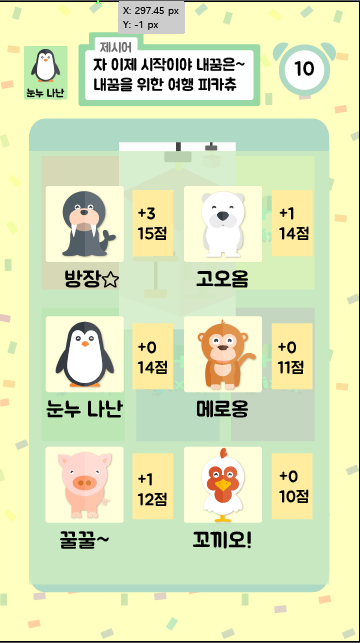 X: 297.45 px
Y: -1 px
제시어
자 이제 시작이야 내꿈은~
내꿈을 위한 여행 피카츄
눈누 나난
10
+3
15점
방장☆
+1
14점
고오옴
+0
14점
눈누 나난
+0
11점
메로옹
+1
12점
꿀꿀~
+0
10점
꼬끼오!